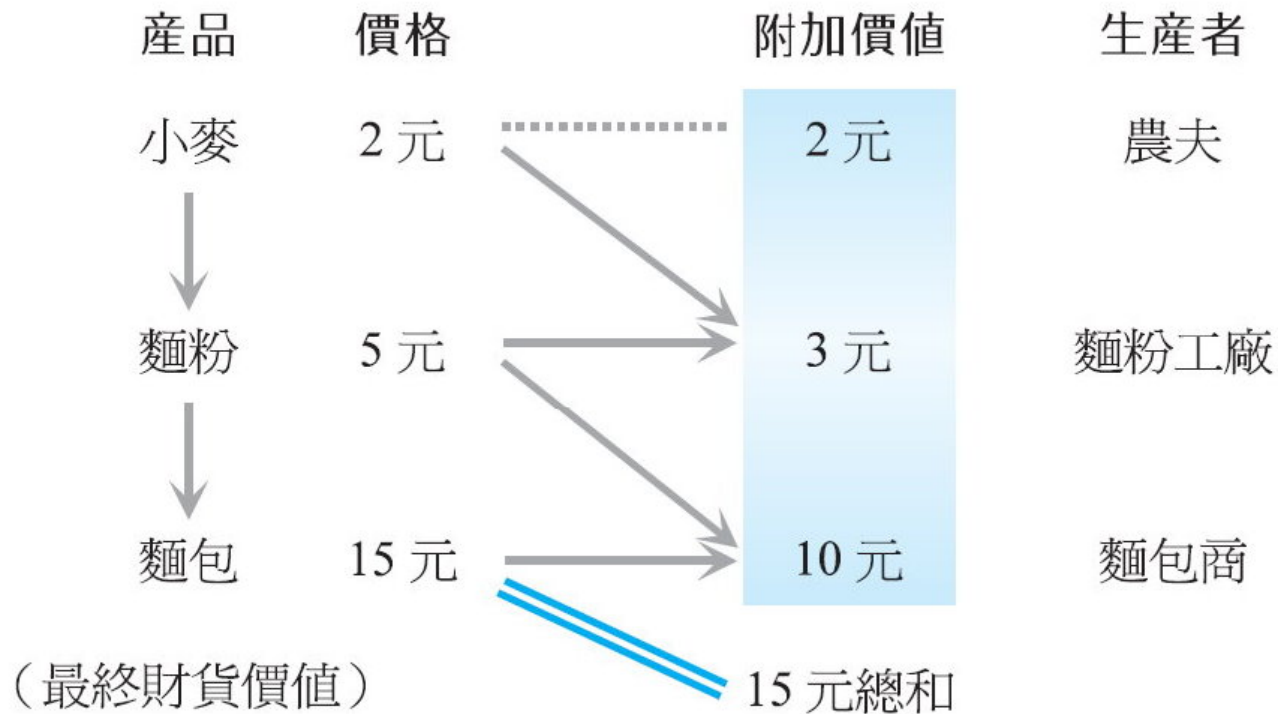 産品 價格 附加價值 生産者
小麥 2 元 2 元 農夫
麵粉 5 元 3 元 麵粉工廠
麵包 15 元 10 元 麵包商
（最終財貨價值） 15 元總和